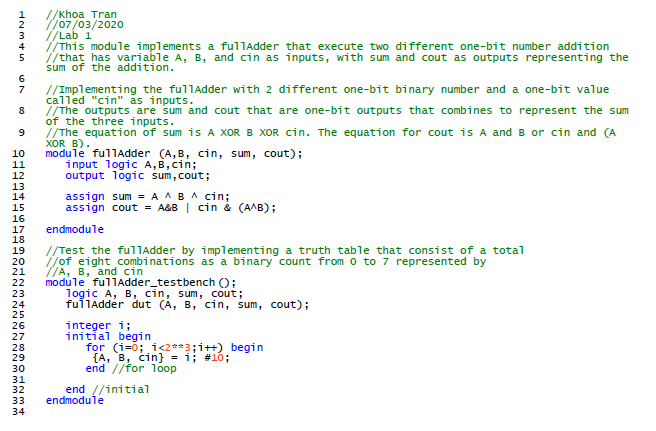 1 //Khoa Tran
2 //07/03/2020
3 //Lab 1
4 //This module implements a fullAdder that execute two different one-bit number addition
5 //that has variable A, B, and cin as inputs, with sum and cout as outputs representing the
sum of the addition.
6
7 //Implementing the fullAdder with 2 different one-bit binary number and a one-bit value
called "cin" as inputs.
8 //The outputs are sum and cout that are one-bit outputs that combines to represent the sum
of the three inputs.
9 //The equation of sum is A XOR B XOR cin. The equation for cout is A and B or cin and (A
XOR B).
10 module fullAdder (A,B, cin, sum, cout);
11 input logic A,B,cin;
12 output logic sum,cout;
13
14 assign sum = A ^ B ^ cin;
15 assign cout = A&B | cin & (A^B);
16
17 endmodule
18
19 //Test the fullAdder by implementing a truth table that consist of a total
20 //of eight combinations as a binary count from 0 to 7 represented by
21 //A, B, and cin
22 module fullAdder_testbench();
23 logic A, B, cin, sum, cout;
24 fullAdder dut (A, B, cin, sum, cout);
25
26 integer i;
27 initial begin
28 for (i=0; i<2**3;i++) begin
29 {A, B, cin} = i; #10;
30 end //for loop
31
32 end //initial
33 endmodule
34